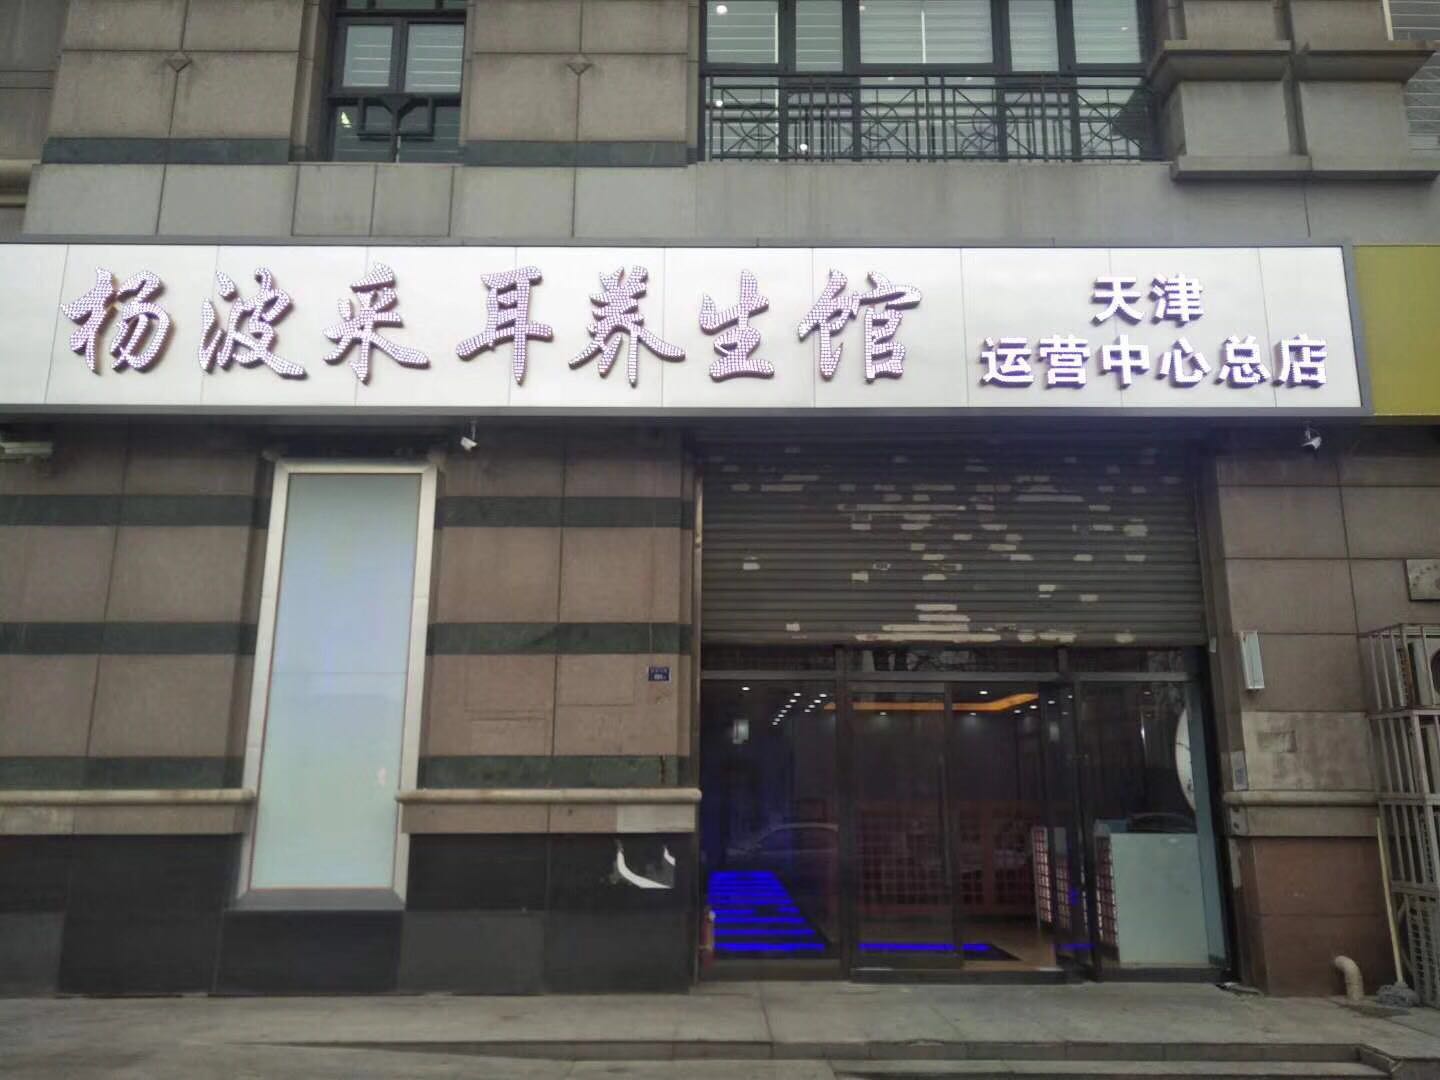 杨波采耳养生馆
天津
运营中心总店